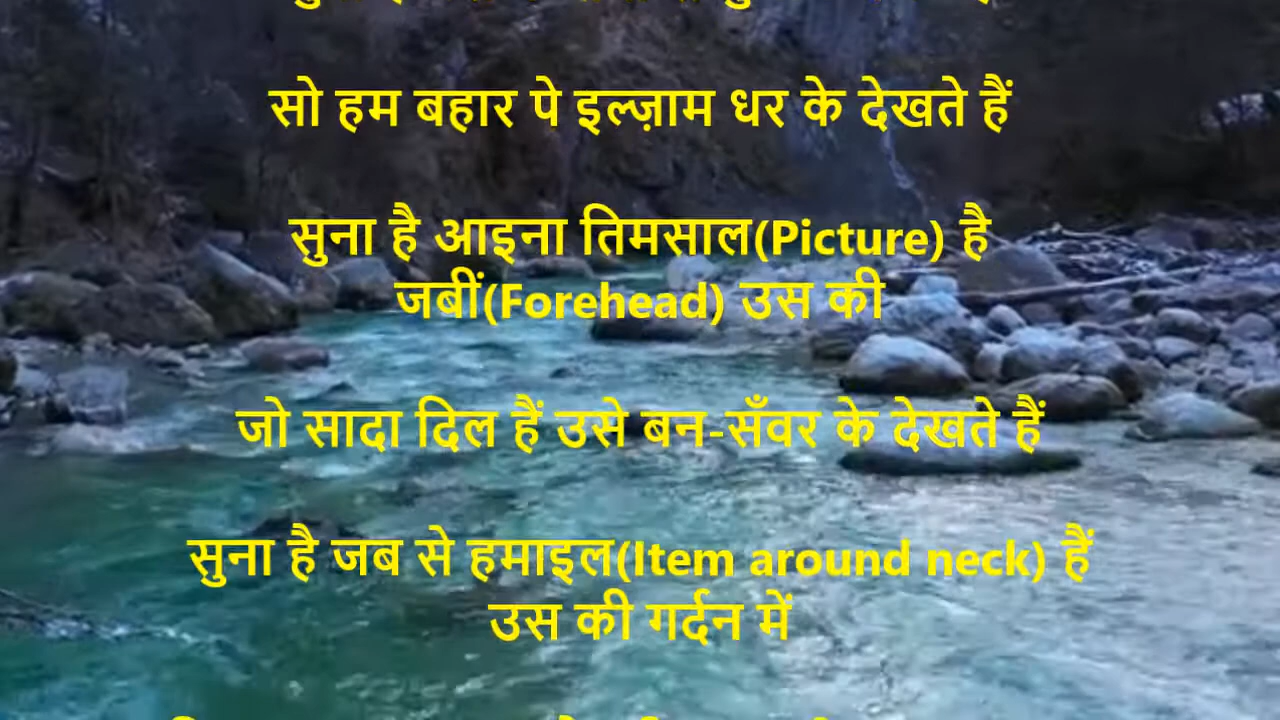 सो हम बहार पे इल्ज़ाम धर के देखते हैं
सुना है आइना तिमसाल(Picture) है
जबीं(Forehead) उस की
जो सादा दिल हैं उसे बन-सँवर के देखते हैं
सुना है जब से हमाइल(Item around neck) हैं
उस की गर्दन में